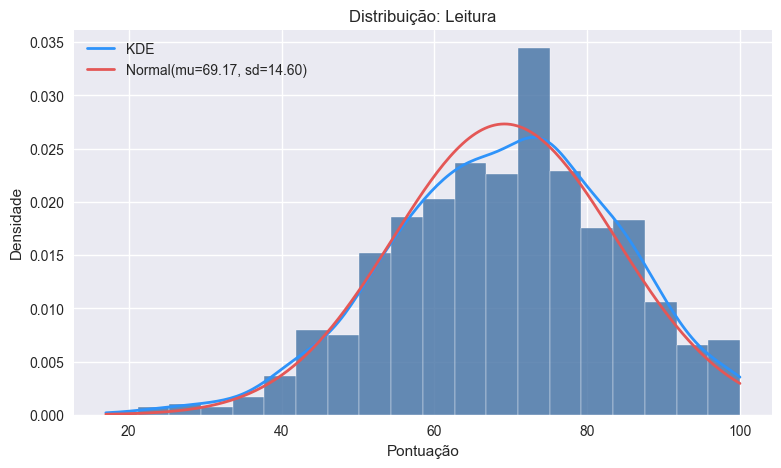 Distribuição: Leitura
KDE
Normal(mu=69.17, sd=14.60)
0.035
0.030
0.025
0.020
0.015
0.010
0.005
0.000
Densidade
20 40 60 80 100
Pontuação